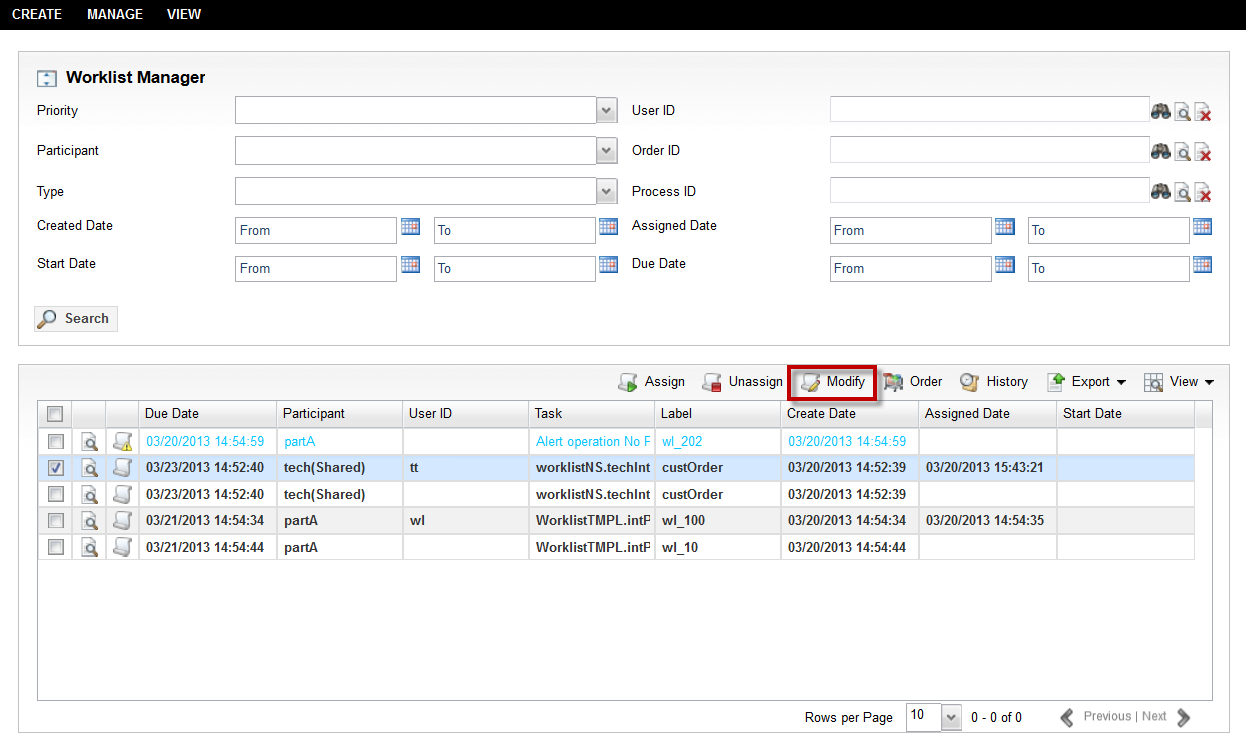 CREATE MANAGE VIEW
Worklist Manager
Priority User ID
Participant Order ID
Type Process ID
Created Date From To Assigned Date From To
Start Date From To Due Date From To
Search
Assign Unassign Modify Order History Export View
Due Date Participant User ID Task Label Create Date Assigned Date Start Date
03/20/2013 14:54:59 partA Alert operation No F wl_202 03/20/2013 14:54:59
03/23/2013 14:52:40 tech(Shared) tt worklistNS.techInt custOrder 03/20/2013 14:52:39 03/20/2013 15:43:21
03/23/2013 14:52:40 tech(Shared) worklistNS.techInt custOrder 03/20/2013 14:52:39
03/21/2013 14:54:34 partA wl WorklistTMPL.intP wl_100 03/20/2013 14:54:34 03/20/2013 14:54:35
03/21/2013 14:54:44 partA WorklistTMPL.intP wl_10 03/20/2013 14:54:44
Rows per Page 10 0 - 0 of 0 Previous | Next